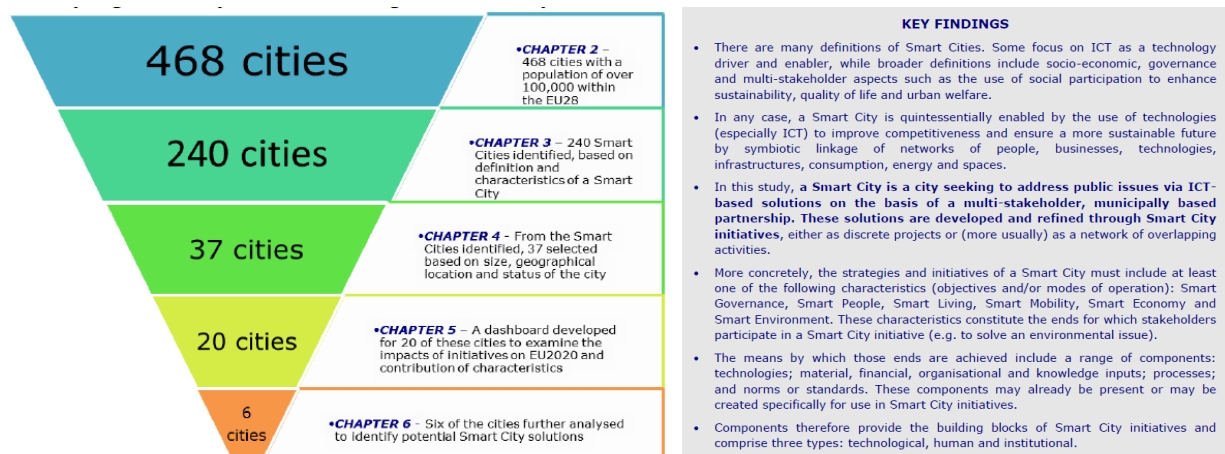 468 cities
•CHAPTER 2 –
468 cities with a
population of over
100,000 within
the EU28
240 cities
•CHAPTER 3 – 240 Smart
Cities identified, based on
definition and
characteristics of a Smart
City
37 cities
•CHAPTER 4 - From the Smart
Cities identified, 37 selected
based on size, geographical
location and status of the city
20 cities
•CHAPTER 5 – A dashboard developed
for 20 of these cities to examine the
impacts of initiatives on EU2020 and
contribution of characteristics
6
cities
•CHAPTER 6 - Six of the cities further analysed
to identify potential Smart City solutions
KEY FINDINGS
• There are many definitions of Smart Cities. Some focus on ICT as a technology
driver and enabler, while broader definitions include socio-economic, governance
and multi-stakeholder aspects such as the use of social participation to enhance
sustainability, quality of life and urban welfare.
• In any case, a Smart City is quintessentially enabled by the use of technologies
(especially ICT) to improve competitiveness and ensure a more sustainable future
by symbiotic linkage of networks of people, businesses, technologies,
infrastructures, consumption, energy and spaces.
• In this study, a Smart City is a city seeking to address public issues via ICT-
based solutions on the basis of a multi-stakeholder, municipally based
partnership. These solutions are developed and refined through Smart City
initiatives, either as discrete projects or (more usually) as a network of overlapping
activities.
• More concretely, the strategies and initiatives of a Smart City must include at least
one of the following characteristics (objectives and/or modes of operation): Smart
Governance, Smart People, Smart Living, Smart Mobility, Smart Economy and
Smart Environment. These characteristics constitute the ends for which stakeholders
participate in a Smart City initiative (e.g. to solve an environmental issue).
• The means by which those ends are achieved include a range of components:
technologies; material, financial, organisational and knowledge inputs; processes;
and norms or standards. These components may already be present or may be
created specifically for use in Smart City initiatives.
• Components therefore provide the building blocks of Smart City initiatives and
comprise three types: technological, human and institutional.